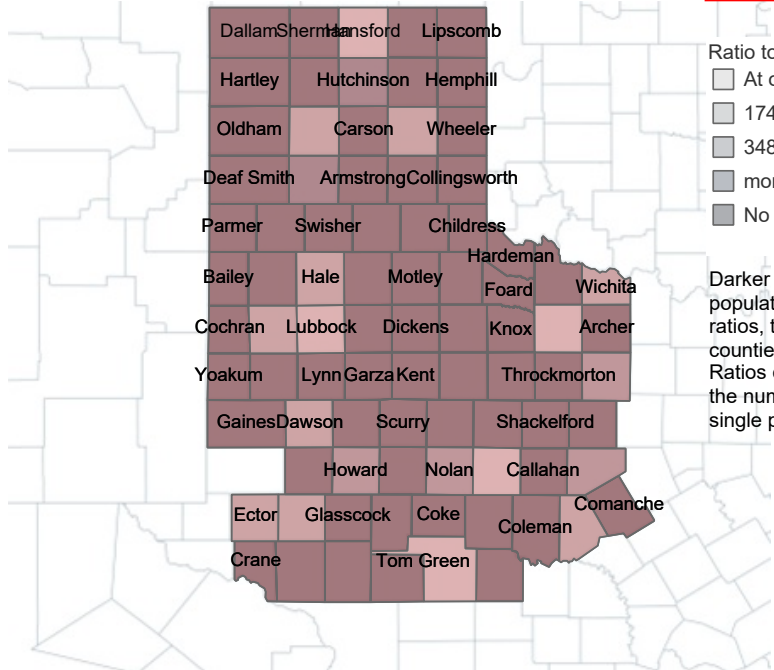 Dallam Sherman Hansford Lipscomb
Hartley Hutchinson Hemphill
Oldham Carson Wheeler
Deaf Smith Armstrong Collingsworth
Parmer Swisher Childress
Hardeman
Bailey Hale Motley Foard Wichita
Cochran Lubbock Dickens Knox Archer
Yoakum Lynn Garza Kent Throckmorton
Gaines Dawson Scurry Shackelford
Howard Nolan Callahan
Ector Glasscock Coke Coleman Comanche
Crane Tom Green
Ratio to
At o
174
348
mor
No
Darker
populat
ratios, t
counties
Ratios o
the num
single p